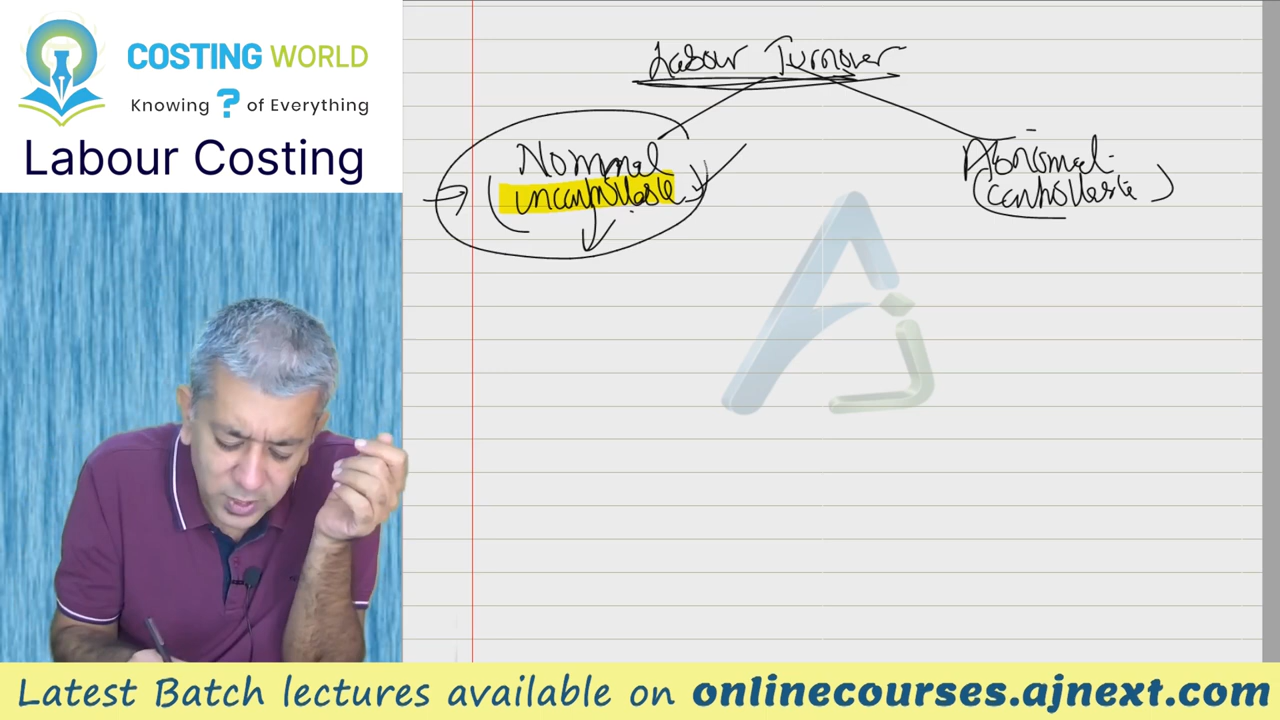 COSTING WORLD
Knowing ? of Everything
Labour Costing
Labour Turnover
Normal
(uncontrollable)
Abnormal
(controllable)
Latest Batch lectures available on onlinecourses.ajnext.com